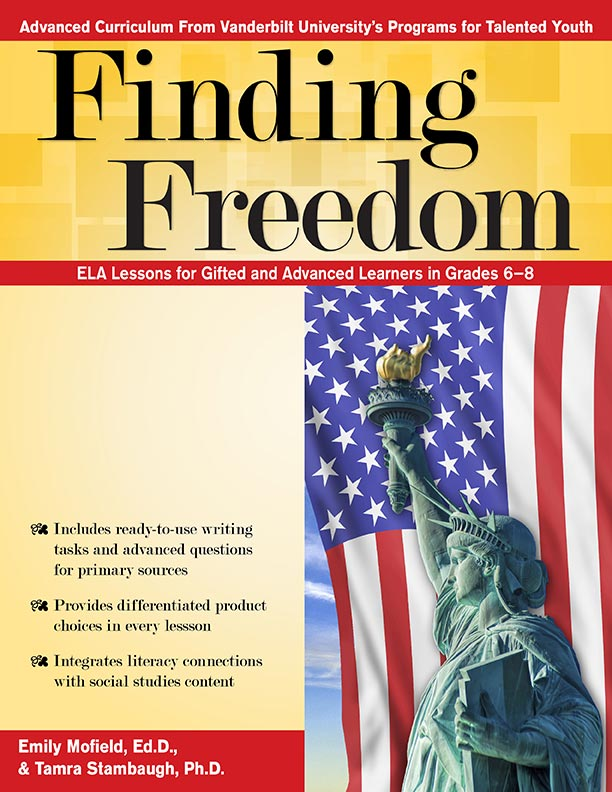 Advanced Curriculum From Vanderbilt University's Programs for Talented Youth
Finding
Freedom
ELA Lessons for Gifted and Advanced Learners in Grades 6–8
Includes ready-to-use writing
tasks and advanced questions
for primary sources
Provides differentiated product
choices in every lessson
Integrates literacy connections
with social studies content
Emily Mofield, Ed.D.,
& Tamra Stambaugh, Ph.D.